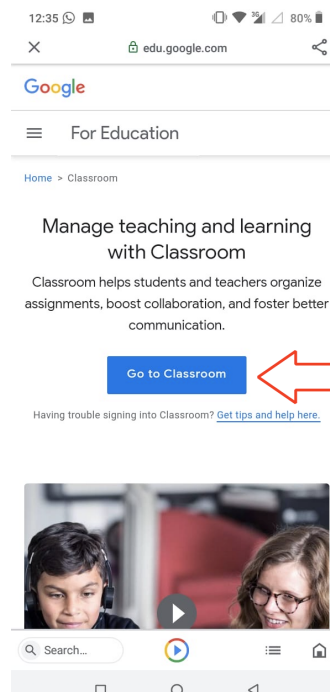 12:35 3G 80%
edu.google.com
Google
For Education
Home > Classroom
Manage teaching and learning
with Classroom
Classroom helps students and teachers organize
assignments, boost collaboration, and foster better
communication.
Go to Classroom
Having trouble signing into Classroom? Get tips and help here.
Search...